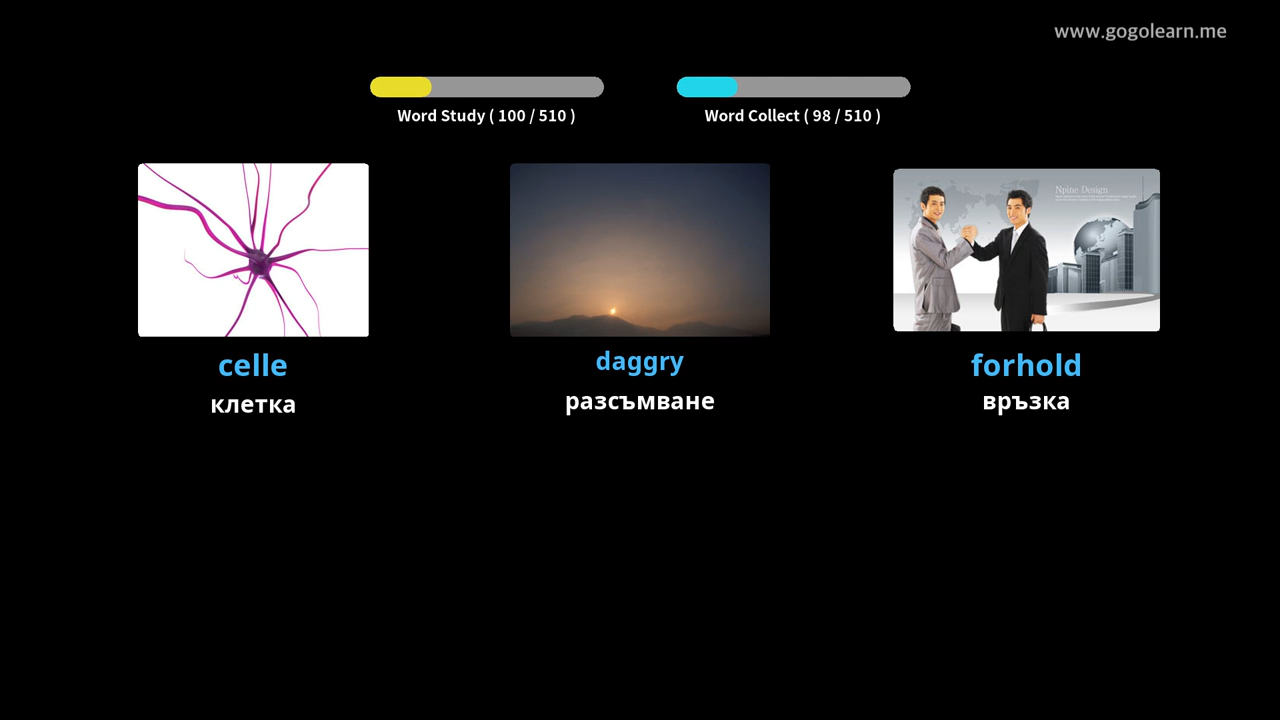 www.gogolearn.me
Word Study ( 100 / 510 )
Word Collect ( 98 / 510 )
Npine Design
celle
daggry
forhold
клетка
разсъмване
връзка